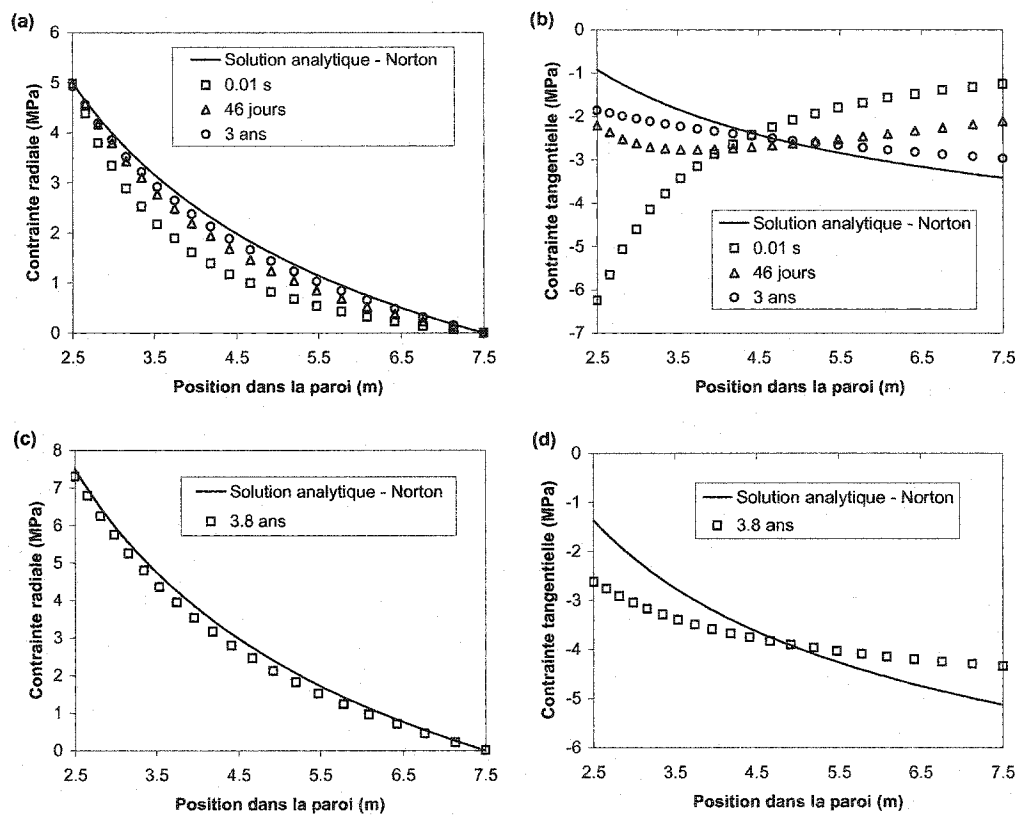 (a)
Contrainte radiale (MPa)
6
5
4
3
2
1
0
Solution analytique - Norton
0.01 s
46 jours
3 ans
2.5 3.5 4.5 5.5 6.5 7.5
Position dans la paroi (m)
(b)
Contrainte tangentielle (MPa)
0
-1
-2
-3
-4
-5
-6
-7
Solution analytique - Norton
0.01 s
46 jours
3 ans
2.5 3.5 4.5 5.5 6.5 7.5
Position dans la paroi (m)
(c)
Contrainte radiale (MPa)
8
7
6
5
4
3
2
1
0
Solution analytique - Norton
3.8 ans
2.5 3.5 4.5 5.5 6.5 7.5
Position dans la paroi (m)
(d)
Contrainte tangentielle (MPa)
0
-1
-2
-3
-4
-5
-6
Solution analytique - Norton
3.8 ans
2.5 3.5 4.5 5.5 6.5 7.5
Position dans la paroi (m)